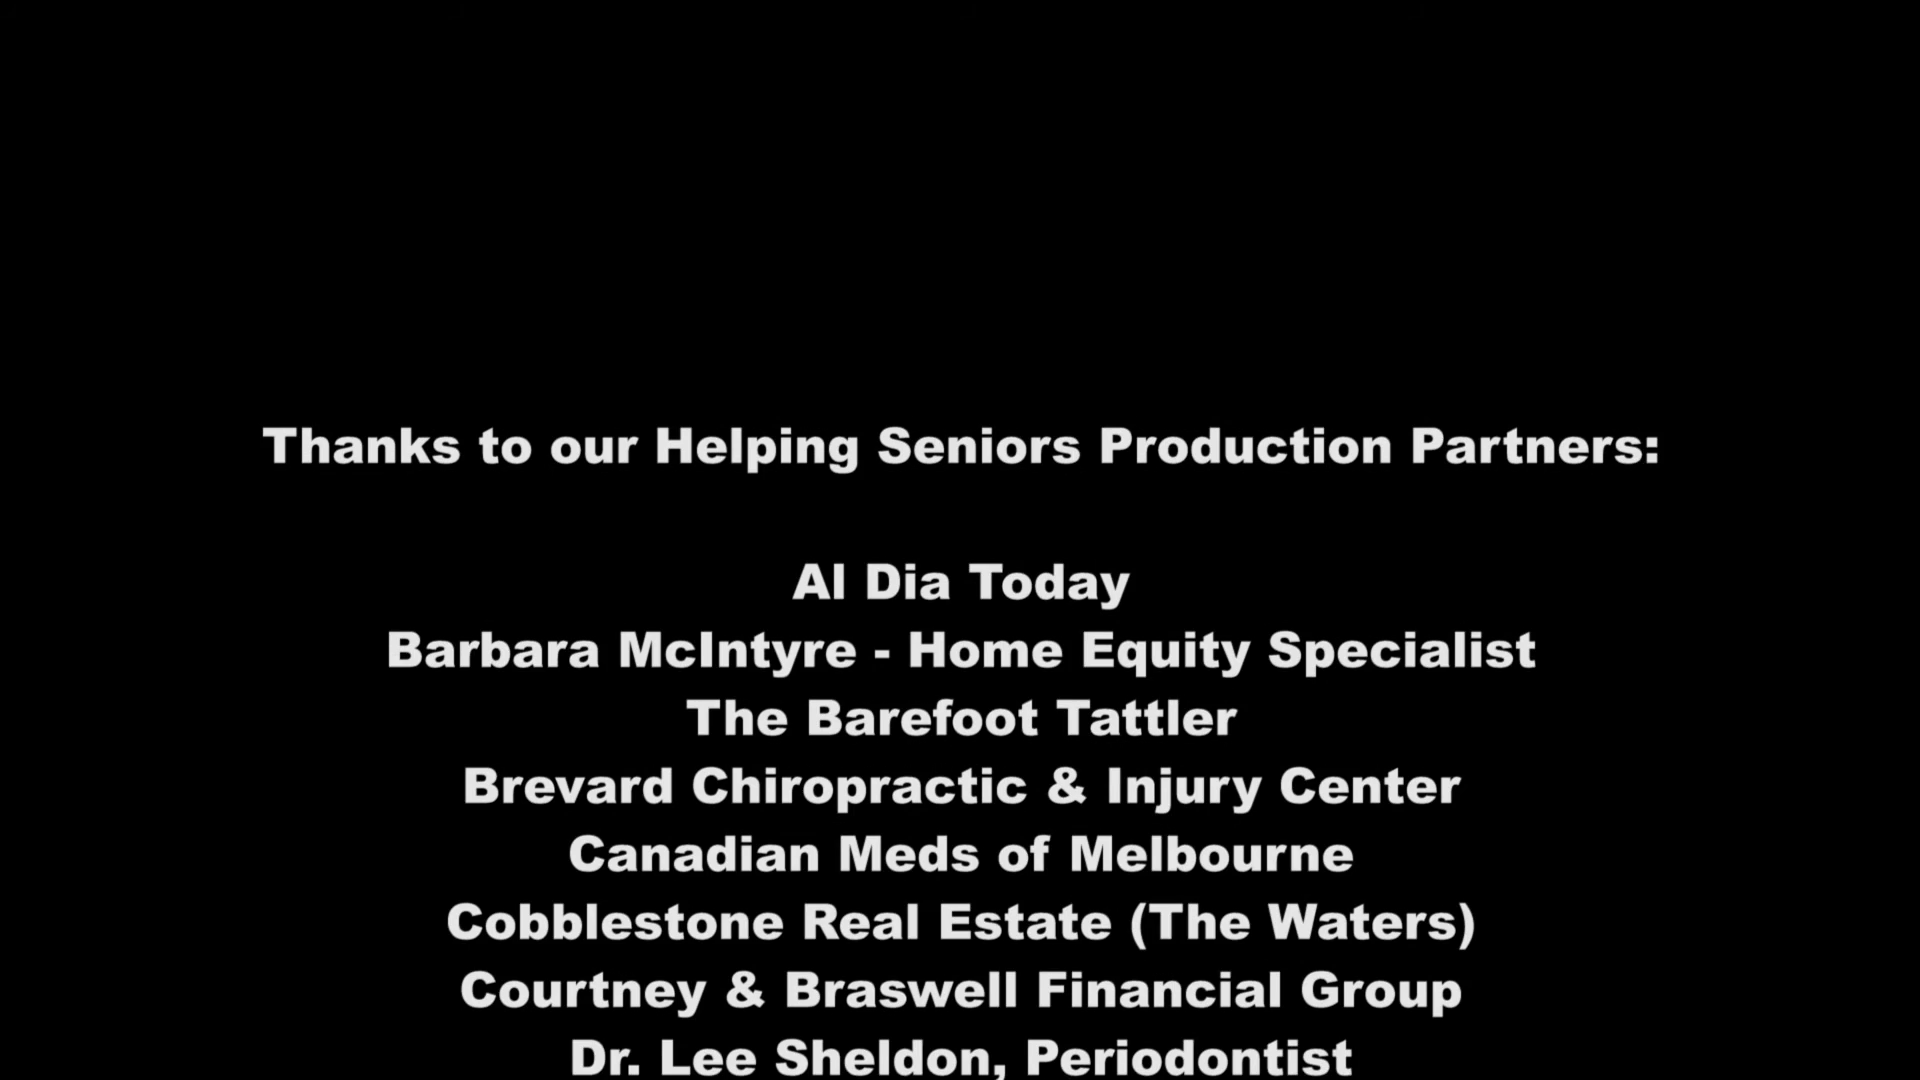 Thanks to our Helping Seniors Production Partners:
Al Dia Today
Barbara McIntyre - Home Equity Specialist
The Barefoot Tattler
Brevard Chiropractic & Injury Center
Canadian Meds of Melbourne
Cobblestone Real Estate (The Waters)
Courtney & Braswell Financial Group
Dr. Lee Sheldon, Periodontist